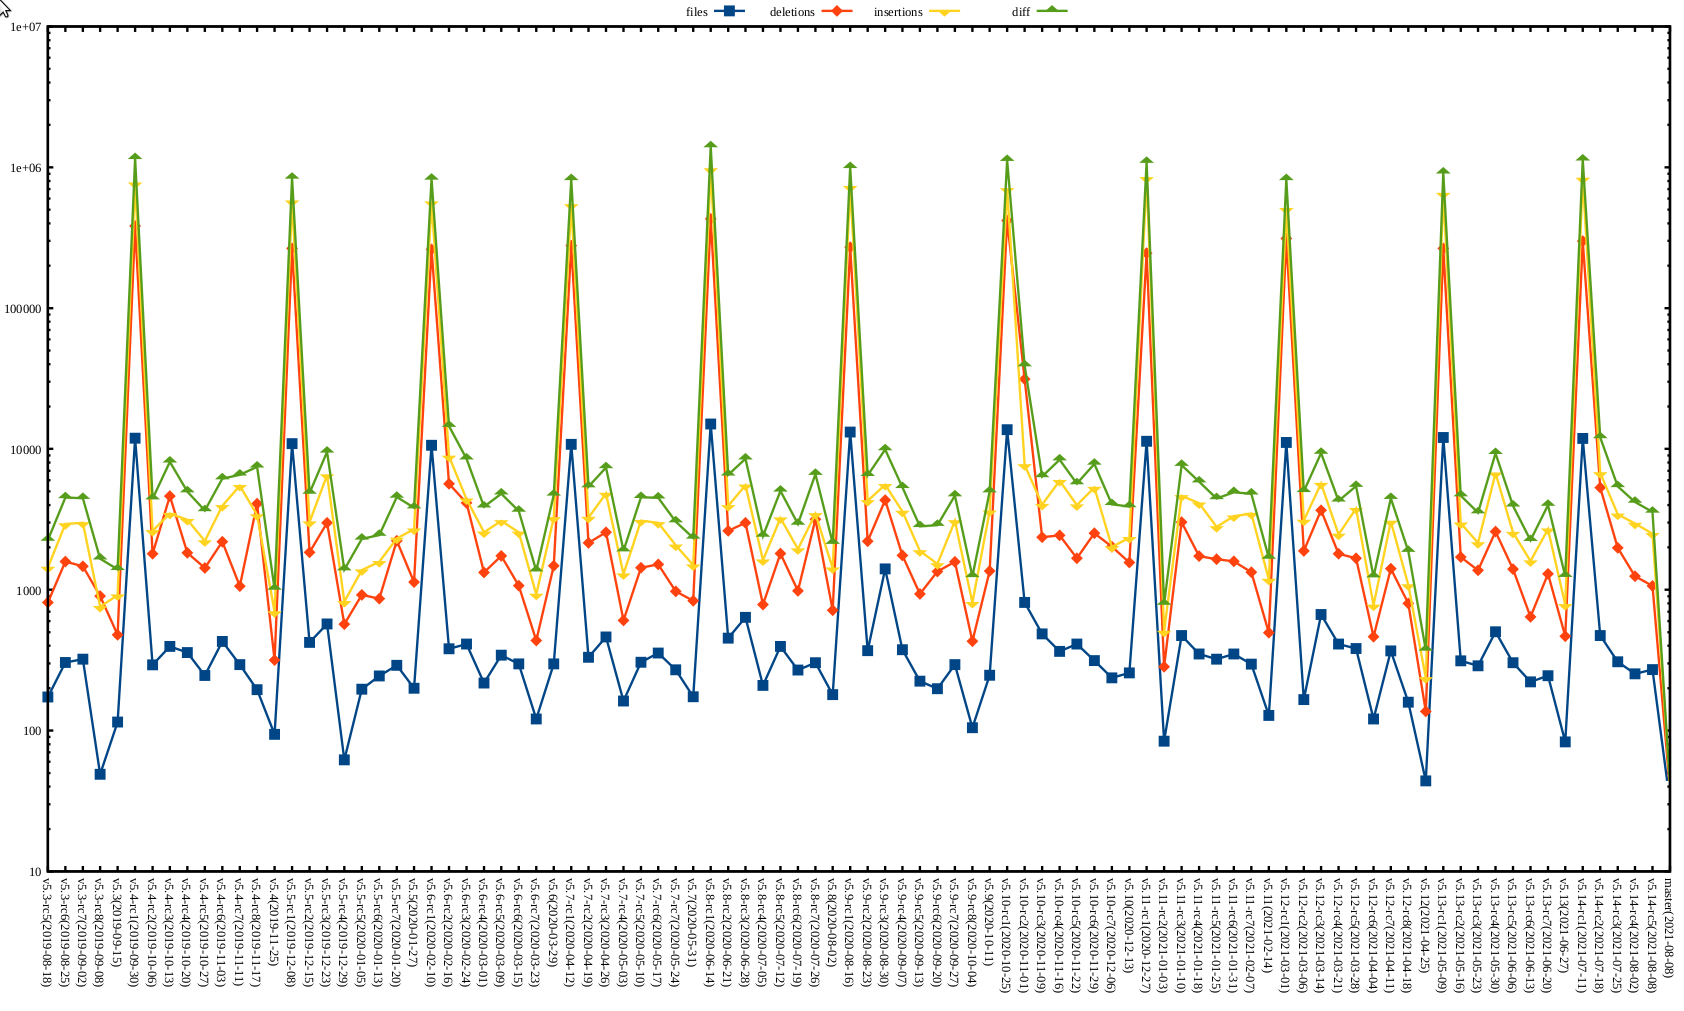 files deletions insertions diff
1e+07
1e+06
100000
10000
1000
100
10
v5.3-rc5(2019-08-18)
v5.3-rc6(2019-08-25)
v5.3-rc7(2019-09-02)
v5.3-rc8(2019-09-08)
v5.3(2019-09-15)
v5.4-rc1(2019-09-30)
v5.4-rc2(2019-10-06)
v5.4-rc3(2019-10-13)
v5.4-rc4(2019-10-20)
v5.4-rc5(2019-10-27)
v5.4-rc6(2019-11-03)
v5.4-rc7(2019-11-11)
v5.4-rc8(2019-11-17)
v5.4(2019-11-25)
v5.5-rc1(2019-12-08)
v5.5-rc2(2019-12-15)
v5.5-rc3(2019-12-23)
v5.5-rc4(2019-12-29)
v5.5-rc5(2020-01-05)
v5.5-rc6(2020-01-13)
v5.5-rc7(2020-01-20)
v5.5(2020-01-27)
v5.6-rc1(2020-02-10)
v5.6-rc2(2020-02-16)
v5.6-rc3(2020-02-24)
v5.6-rc4(2020-03-01)
v5.6-rc5(2020-03-09)
v5.6-rc6(2020-03-15)
v5.6-rc7(2020-03-23)
v5.6(2020-03-29)
v5.7-rc1(2020-04-12)
v5.7-rc2(2020-04-19)
v5.7-rc3(2020-04-26)
v5.7-rc4(2020-05-03)
v5.7-rc5(2020-05-10)
v5.7-rc6(2020-05-17)
v5.7-rc7(2020-05-24)
v5.7(2020-05-31)
v5.8-rc1(2020-06-14)
v5.8-rc2(2020-06-21)
v5.8-rc3(2020-06-28)
v5.8-rc4(2020-07-05)
v5.8-rc5(2020-07-12)
v5.8-rc6(2020-07-19)
v5.8-rc7(2020-07-26)
v5.8(2020-08-02)
v5.9-rc1(2020-08-16)
v5.9-rc2(2020-08-23)
v5.9-rc3(2020-08-30)
v5.9-rc4(2020-09-07)
v5.9-rc5(2020-09-13)
v5.9-rc6(2020-09-20)
v5.9-rc7(2020-09-27)
v5.9-rc8(2020-10-04)
v5.9(2020-10-11)
v5.10-rc1(2020-10-25)
v5.10-rc2(2020-11-01)
v5.10-rc3(2020-11-09)
v5.10-rc4(2020-11-16)
v5.10-rc5(2020-11-22)
v5.10-rc6(2020-11-29)
v5.10-rc7(2020-12-06)
v5.10(2020-12-13)
v5.11-rc1(2020-12-27)
v5.11-rc2(2021-01-03)
v5.11-rc3(2021-01-10)
v5.11-rc4(2021-01-18)
v5.11-rc5(2021-01-25)
v5.11-rc6(2021-01-31)
v5.11-rc7(2021-02-07)
v5.11(2021-02-14)
v5.12-rc1(2021-03-01)
v5.12-rc2(2021-03-06)
v5.12-rc3(2021-03-14)
v5.12-rc4(2021-03-21)
v5.12-rc5(2021-03-28)
v5.12-rc6(2021-04-04)
v5.12-rc7(2021-04-11)
v5.12-rc8(2021-04-18)
v5.12(2021-04-25)
v5.13-rc1(2021-05-09)
v5.13-rc2(2021-05-16)
v5.13-rc3(2021-05-23)
v5.13-rc4(2021-05-30)
v5.13-rc5(2021-06-06)
v5.13-rc6(2021-06-13)
v5.13-rc7(2021-06-20)
v5.13(2021-06-27)
v5.14-rc1(2021-07-11)
v5.14-rc2(2021-07-18)
v5.14-rc3(2021-07-25)
v5.14-rc4(2021-08-02)
v5.14-rc5(2021-08-08)
master(2021-08-08)